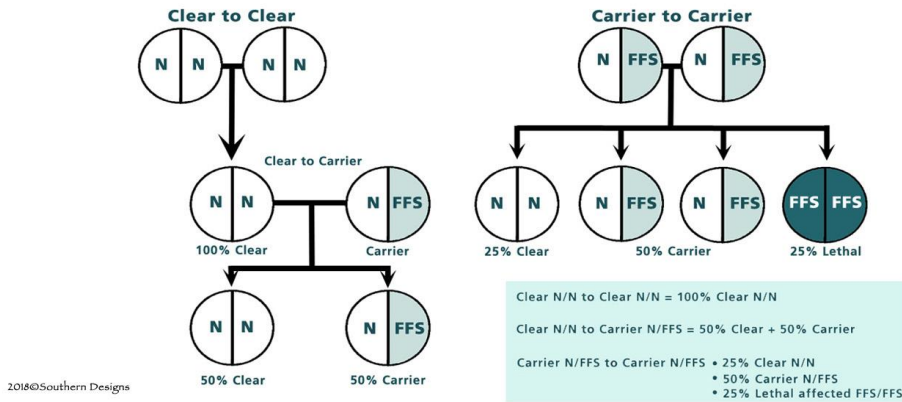 Clear to Clear
N N N N
Clear to Carrier
N N N FFS
100% Clear Carrier
N N N FFS
50% Clear 50% Carrier
2018©Southern Designs
Carrier to Carrier
N FFS N FFS
N N N FFS N FFS FFS FFS
25% Clear 50% Carrier 25% Lethal
Clear N/N to Clear N/N = 100% Clear N/N
Clear N/N to Carrier N/FFS = 50% Clear + 50% Carrier
Carrier N/FFS to Carrier N/FFS • 25% Clear N/N
• 50% Carrier N/FFS
• 25% Lethal affected FFS/FFS